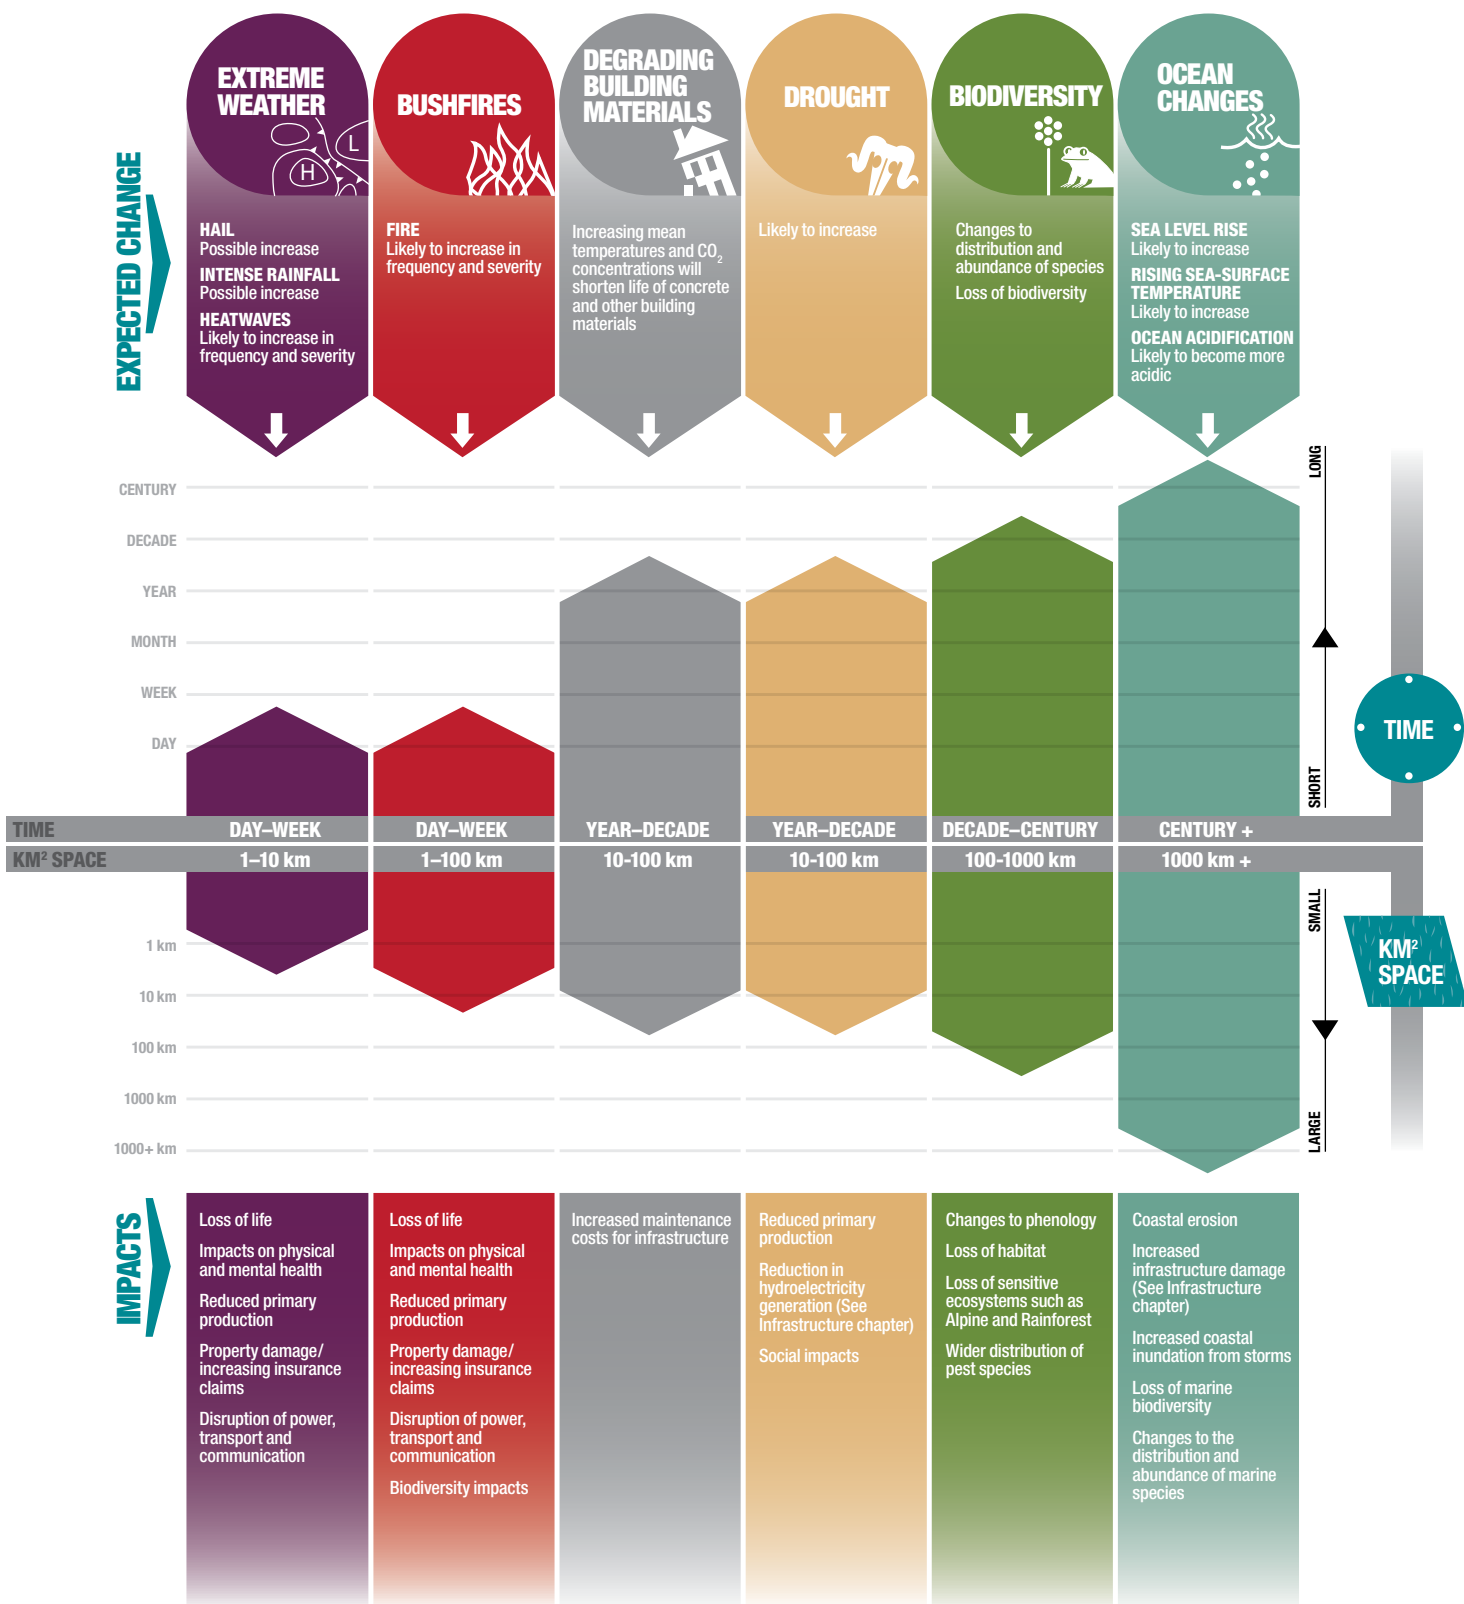 EXTREME
WEATHER
H
L
BUSHFIRES
DEGRADING
BUILDING
MATERIALS
DROUGHT
BIODIVERSITY
OCEAN
CHANGES
EXPECTED CHANGE
HAIL
Possible increase
INTENSE RAINFALL
Possible increase
HEATWAVES
Likely to increase in
frequency and severity
FIRE
Likely to increase in
frequency and severity
Increasing mean
temperatures and CO₂
concentrations will
shorten life of concrete
and other building
materials
Likely to increase
Changes to
distribution and
abundance of species
Loss of biodiversity
SEA LEVEL RISE
Likely to increase
RISING SEA-SURFACE
TEMPERATURE
Likely to increase
OCEAN ACIDIFICATION
Likely to become more
acidic
CENTURY
DECADE
YEAR
MONTH
WEEK
DAY
LONG
SHORT
TIME
TIME
DAY–WEEK
DAY–WEEK
YEAR–DECADE
YEAR–DECADE
DECADE–CENTURY
CENTURY +
KM² SPACE
1–10 km
1–100 km
10-100 km
10-100 km
100-1000 km
1000 km +
1 km
10 km
100 km
1000 km
1000+ km
SMALL
LARGE
KM²
SPACE
IMPACTS
Loss of life
Impacts on physical
and mental health
Reduced primary
production
Property damage/
increasing insurance
claims
Disruption of power,
transport and
communication
Loss of life
Impacts on physical
and mental health
Reduced primary
production
Property damage/
increasing insurance
claims
Disruption of power,
transport and
communication
Biodiversity impacts
Increased maintenance
costs for infrastructure
Reduced primary
production
Reduction in
hydroelectricity
generation (See
Infrastructure chapter)
Social impacts
Changes to phenology
Loss of habitat
Loss of sensitive
ecosystems such as
Alpine and Rainforest
Wider distribution of
pest species
Coastal erosion
Increased
infrastructure damage
(See Infrastructure
chapter)
Increased coastal
inundation from storms
Loss of marine
biodiversity
Changes to the
distribution and
abundance of marine
species